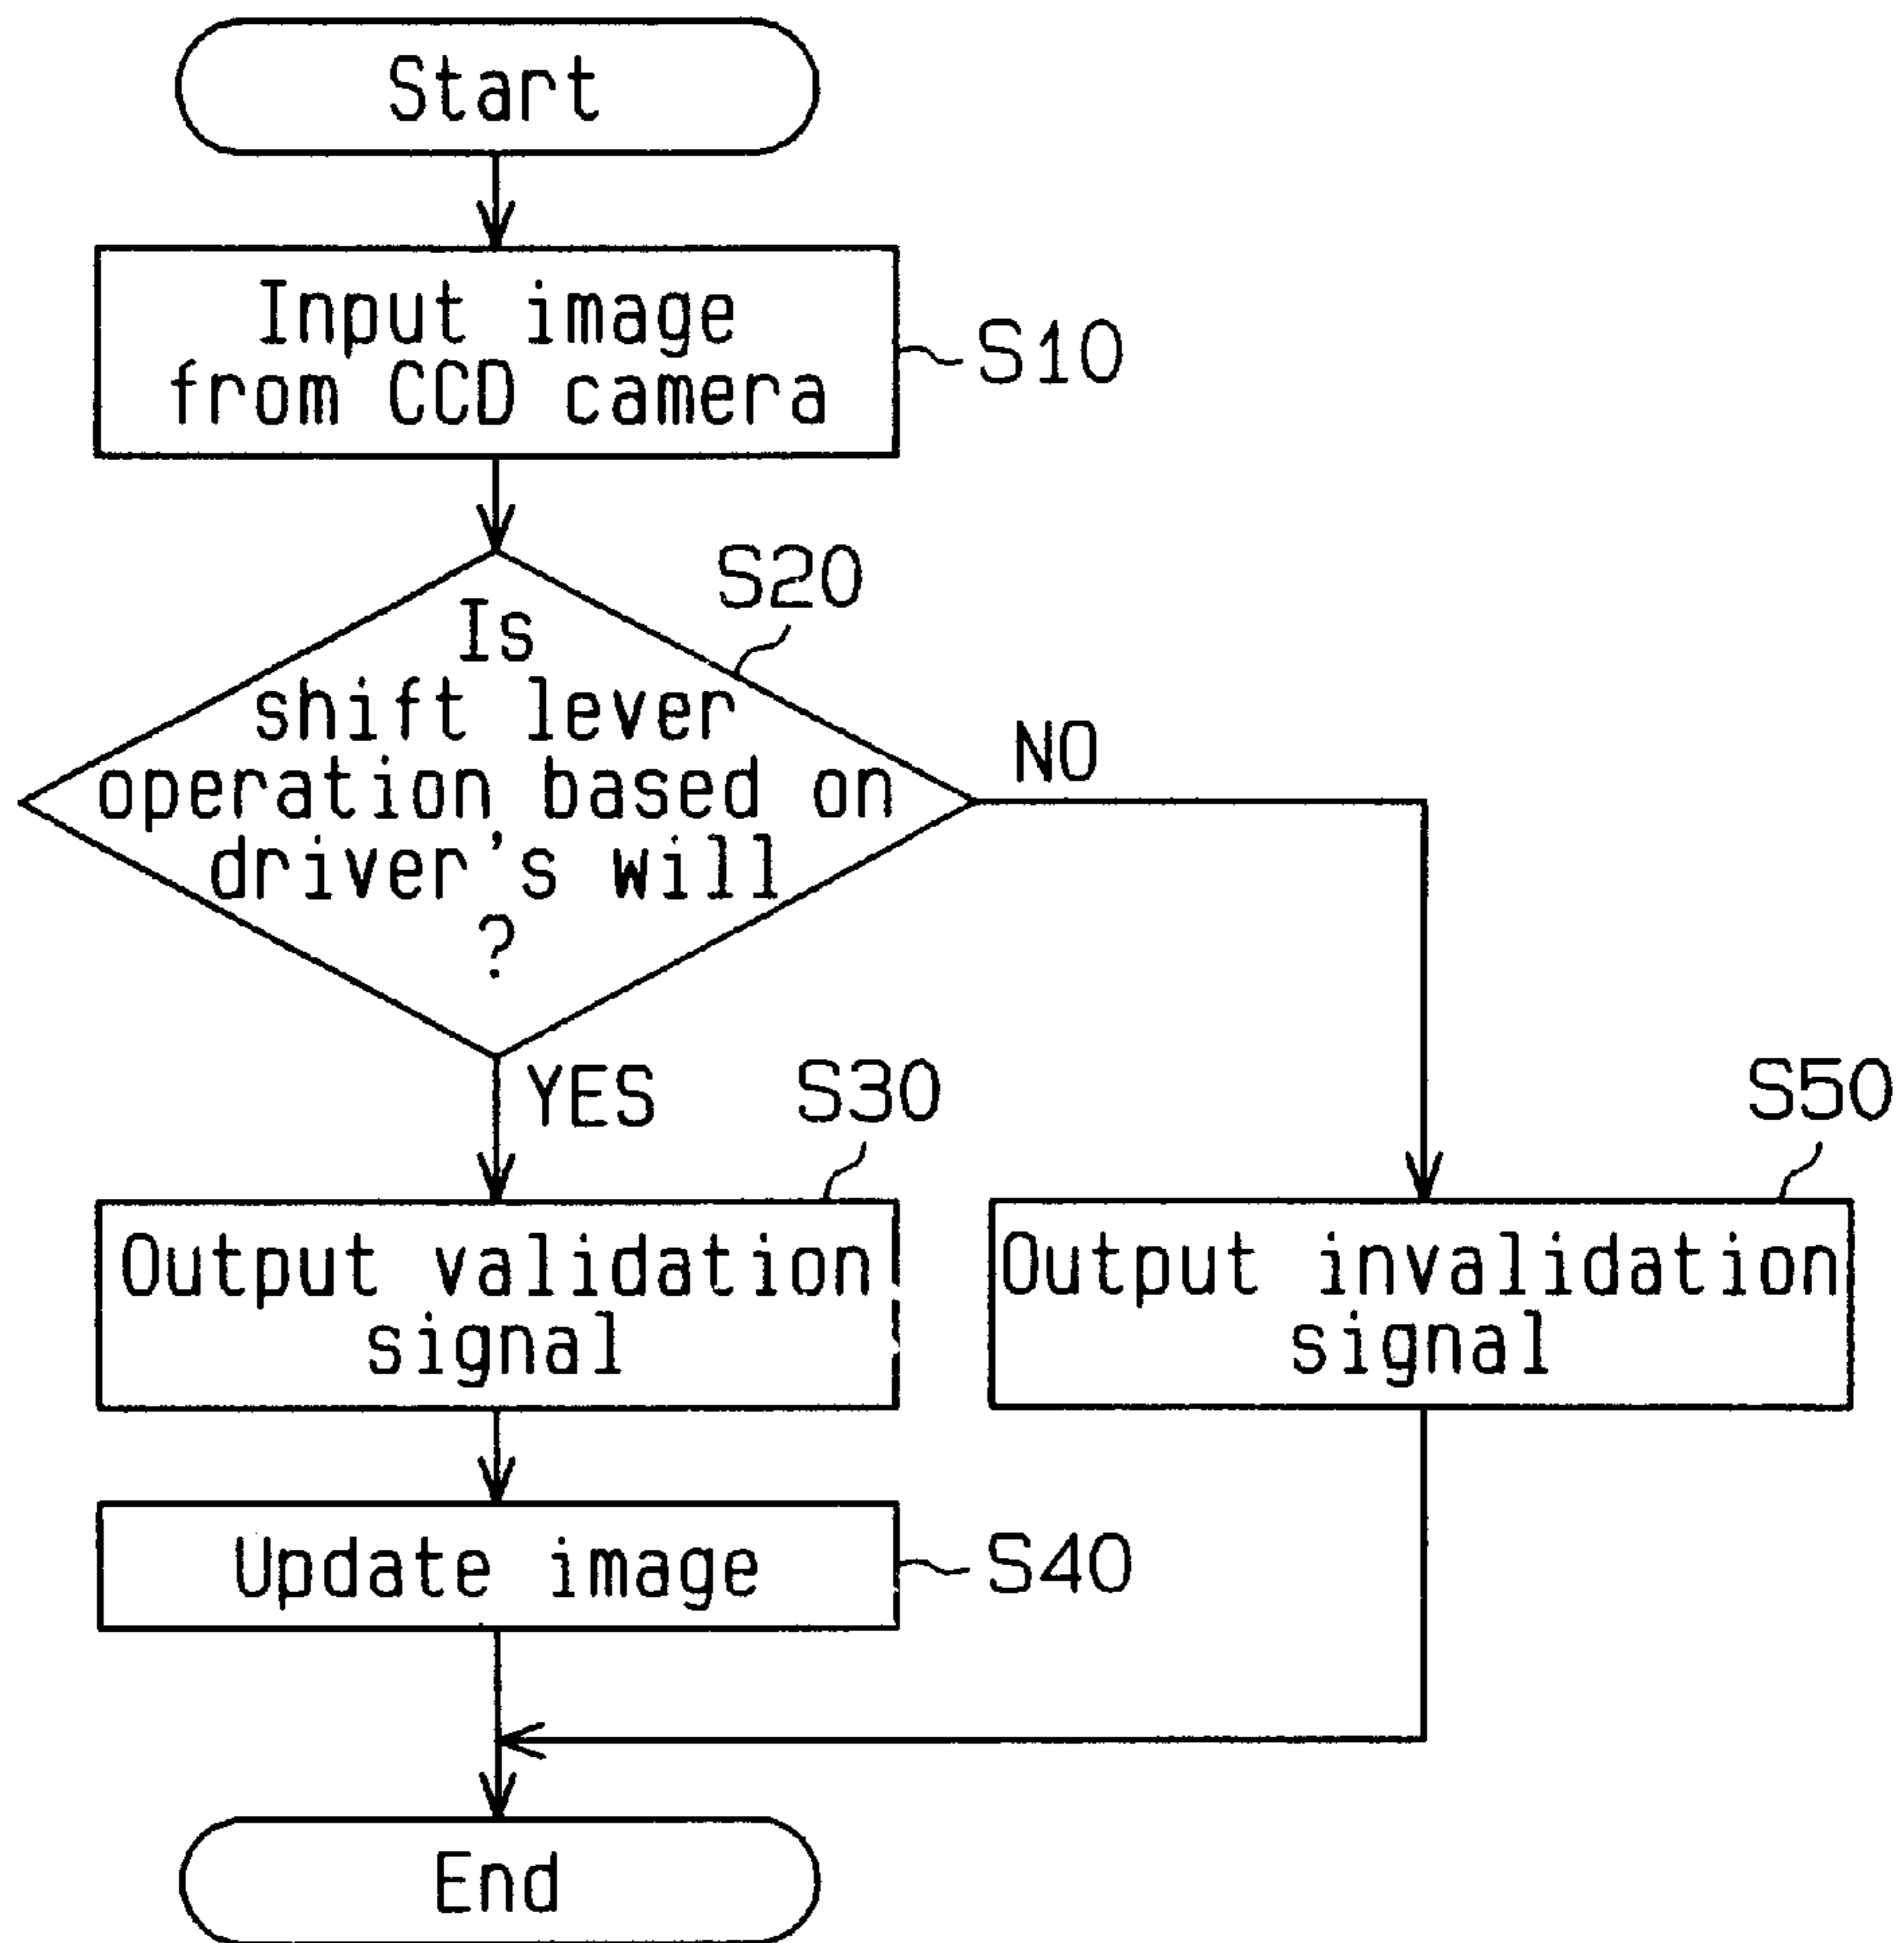 Start
Input image
from CCD camera
S10
S20
Is
shift lever
operation based on
driver's will
?
NO
YES
S30
Output validation
signal
S50
Output invalidation
signal
Update image
S40
End